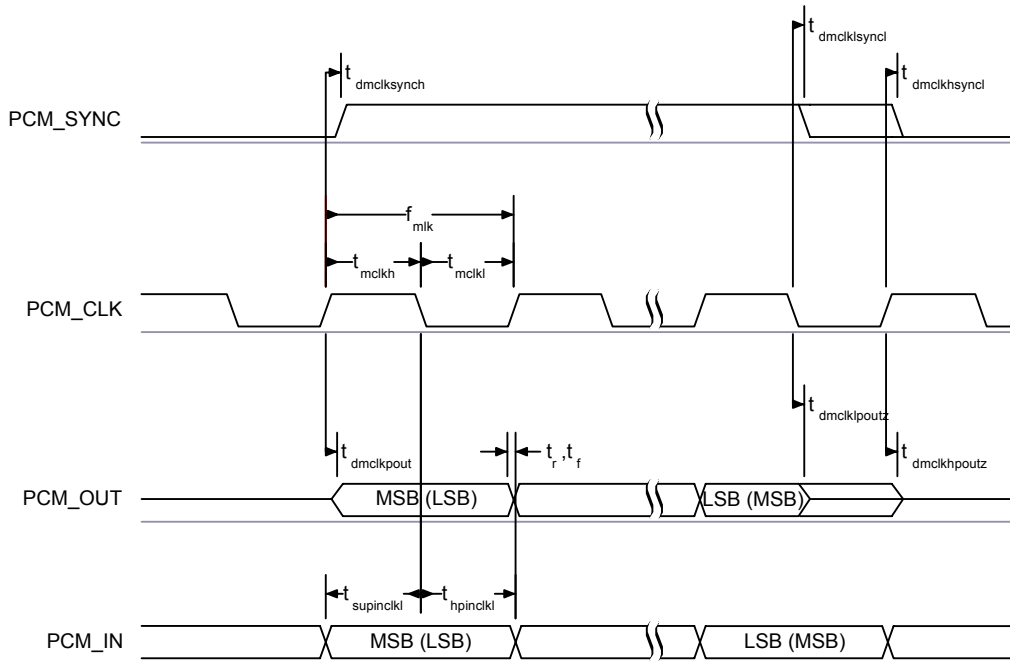 t dmclklsyncl
t dmclksynch
t dmclkhsyncl
PCM_SYNC
f mlk
t mclkh
t mclkl
PCM_CLK
t dmclklpoutz
t dmclkpout
t r ,t f
t dmclkhpoutz
PCM_OUT
MSB (LSB)
LSB (MSB)
t supinclkl
t hpinclkl
PCM_IN
MSB (LSB)
LSB (MSB)